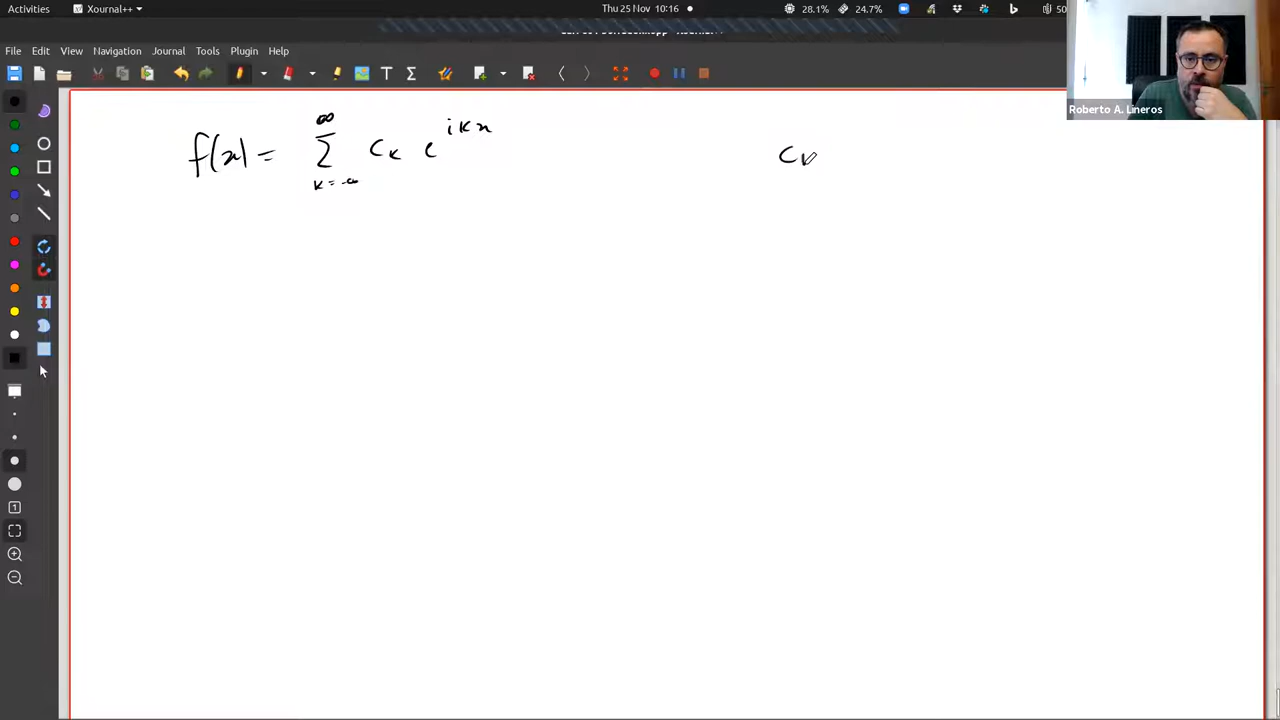 Activities Xournal++ Thu 25 Nov 10:16 28.1% 24.7% 50
File Edit View Navigation Journal Tools Plugin Help
Roberto A. Lineros
f(x) = ∑_{k=-∞}^{∞} c_k e^{ikx} c_k